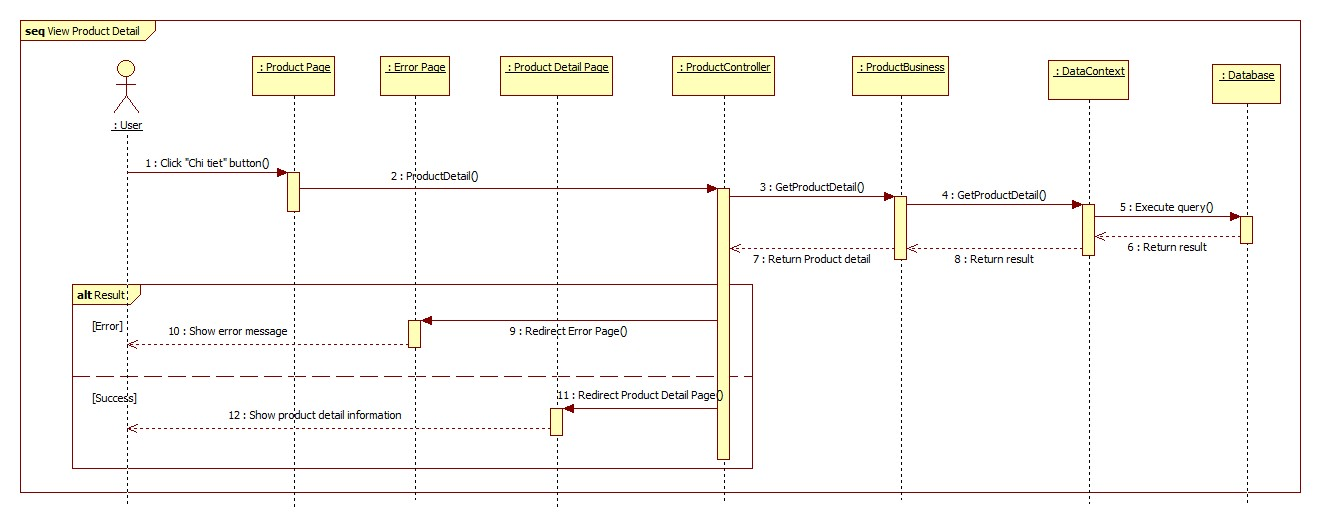 seq View Product Detail
: Product Page
: Error Page
: Product Detail Page
: ProductController
: ProductBusiness
: DataContext
: Database
: User
1 : Click "Chi tiet" button()
2 : ProductDetail()
3 : GetProductDetail()
4 : GetProductDetail()
5 : Execute query()
6 : Return result
7 : Return Product detail
8 : Return result
alt Result
[Error]
9 : Redirect Error Page()
10 : Show error message
[Success]
11 : Redirect Product Detail Page()
12 : Show product detail information